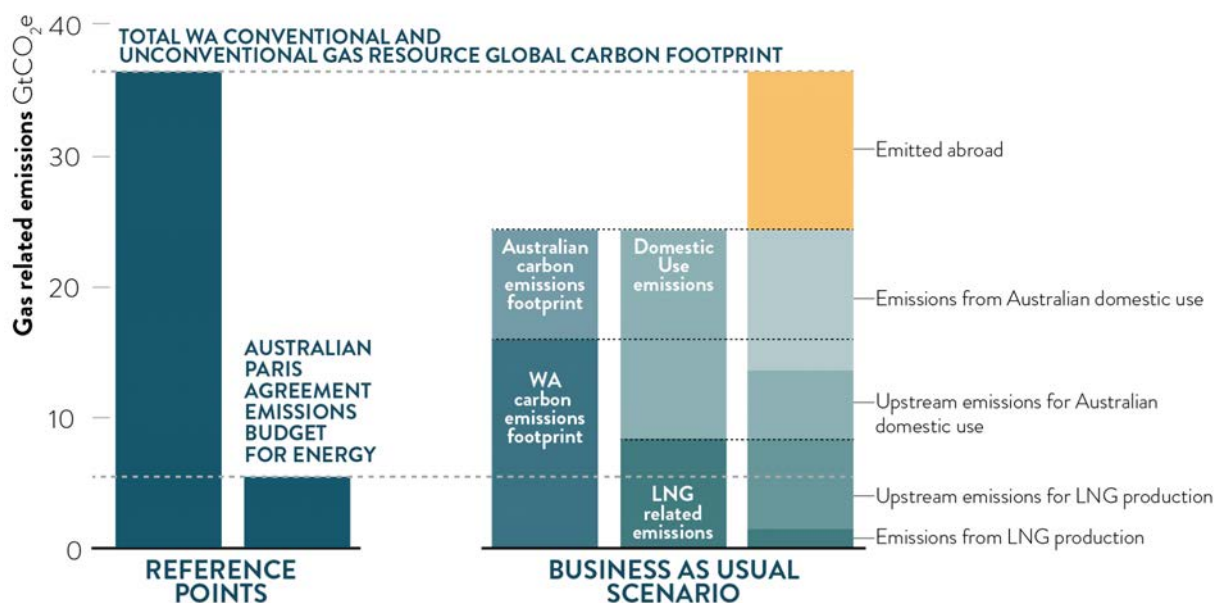 Gas related emissions GtCO₂e
40
30
20
10
0
TOTAL WA CONVENTIONAL AND
UNCONVENTIONAL GAS RESOURCE GLOBAL CARBON FOOTPRINT
AUSTRALIAN
PARIS
AGREEMENT
EMISSIONS
BUDGET
FOR ENERGY
REFERENCE
POINTS
Australian
carbon
emissions
footprint
WA
carbon
emissions
footprint
Domestic
Use
emissions
LNG
related
emissions
Emitted abroad
Emissions from Australian domestic use
Upstream emissions for Australian
domestic use
Upstream emissions for LNG production
Emissions from LNG production
BUSINESS AS USUAL
SCENARIO